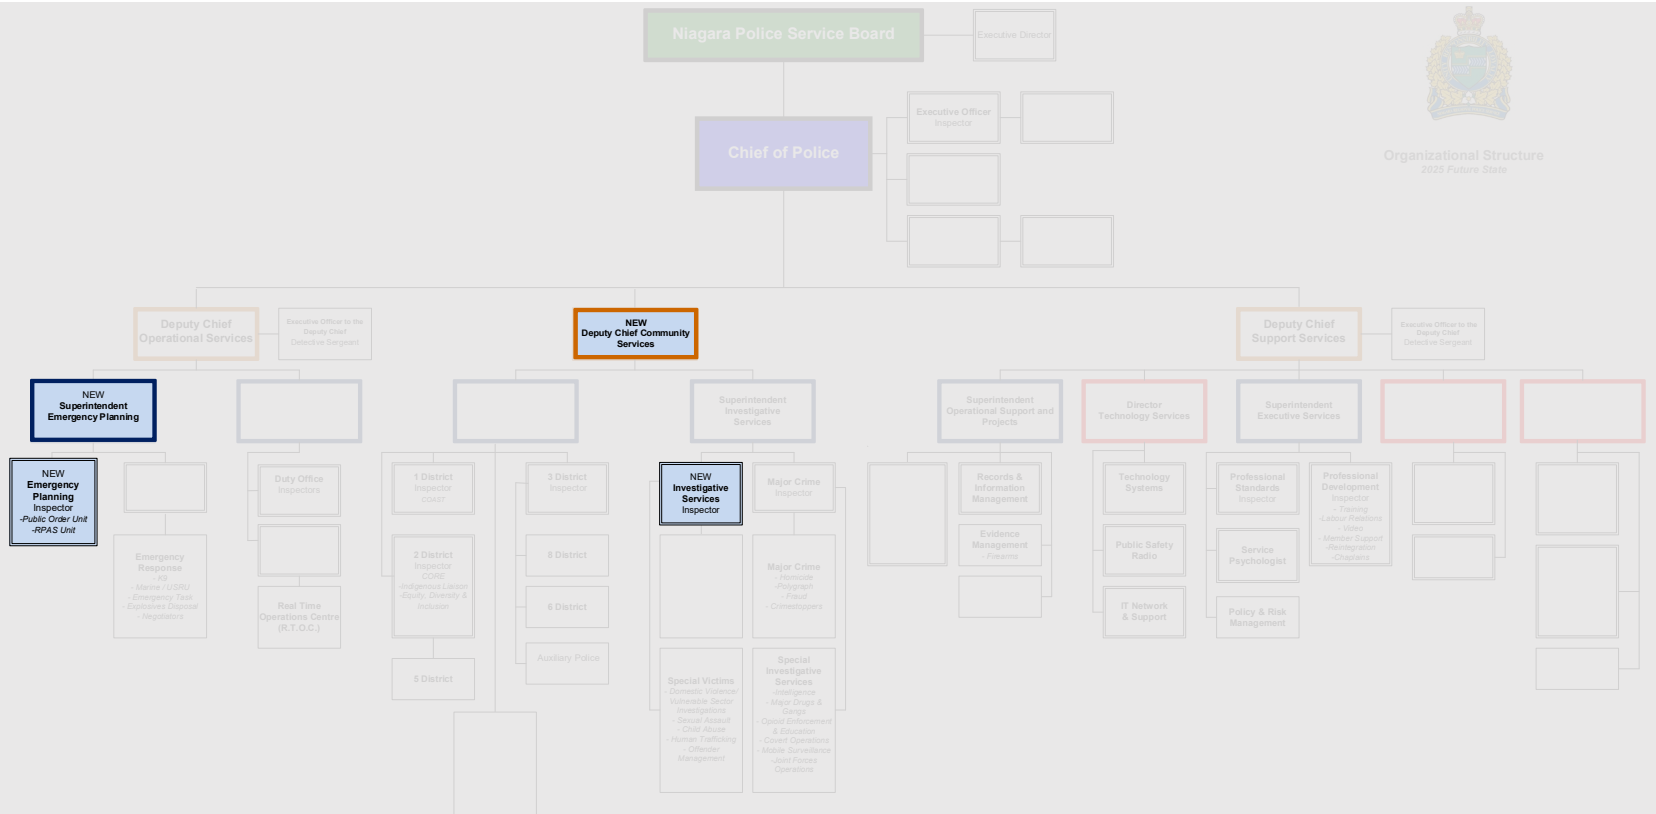 Niagara Police Service Board
Executive Director
Executive Officer
Inspector
Chief of Police
Organizational Structure
2025 Future State
Deputy Chief
Operational Services
Executive Officer to the
Deputy Chief
Detective Sergeant
NEW
Deputy Chief Community
Services
Deputy Chief
Support Services
Executive Officer to the
Deputy Chief
Detective Sergeant
NEW
Superintendent
Emergency Planning
Superintendent
Investigative
Services
Superintendent
Operational Support and
Projects
Director
Technology Services
Superintendent
Executive Services
NEW
Emergency
Planning
Inspector
-Public Order Unit
-RPAS Unit
Emergency
Response
- K9
- Marine / USRU
- Emergency Task
- Explosives Disposal
- Negotiators
Duty Office
Inspectors
Real Time
Operations Centre
(R.T.O.C.)
1 District
Inspector
COAST
2 District
Inspector
CORE
-Indigenous Liaison
-Equity, Diversity &
Inclusion
5 District
3 District
Inspector
8 District
6 District
Auxiliary Police
NEW
Investigative
Services
Inspector
Special Victims
- Domestic Violence/
Vulnerable Sector
Investigations
- Sexual Assault
- Child Abuse
- Human Trafficking
- Offender
Management
Major Crime
Inspector
Major Crime
- Homicide
-Polygraph
- Fraud
- Crimestoppers
Special
Investigative
Services
-Intelligence
- Major Drugs &
Gangs
- Opioid Enforcement
& Education
- Covert Operations
- Mobile Surveillance
-Joint Forces
Operations
Records &
Information
Management
Evidence
Management
- Firearms
Technology
Systems
Public Safety
Radio
IT Network
& Support
Professional
Standards
Inspector
Service
Psychologist
Policy & Risk
Management
Professional
Development
Inspector
- Training
-Labour Relations
- Video
- Member Support
-Reintegration
-Chaplains